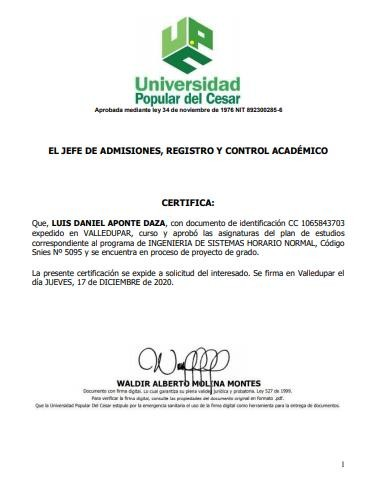 Universidad
Popular del Cesar
Aprobada mediante ley 34 de noviembre de 1976 NIT 892300285-6
EL JEFE DE ADMISIONES, REGISTRO Y CONTROL ACADÉMICO
CERTIFICA:
Que, LUIS DANIEL APONTE DAZA, con documento de identificación CC 1065843703
expedido en VALLEDUPAR, curso y aprobó las asignaturas del plan de estudios
correspondiente al programa de INGENIERIA DE SISTEMAS HORARIO NORMAL, Código
Snies Nº 5095 y se encuentra en proceso de proyecto de grado.
La presente certificación se expide a solicitud del interesado. Se firma en Valledupar el
día JUEVES, 17 de DICIEMBRE de 2020.
WALDIR ALBERTO MOLINA MONTES
Documento con firma digital. Lo cual garantiza su plena validez jurídica y probatoria. Ley 527 de 1999.
Para verificar la firma digital, consulte las propiedades del documento original en formato .pdf.
Que la Universidad Popular Del Cesar estipulo por la emergencia sanitaria el uso de la firma digital como herramienta para la entrega de documentos.
1